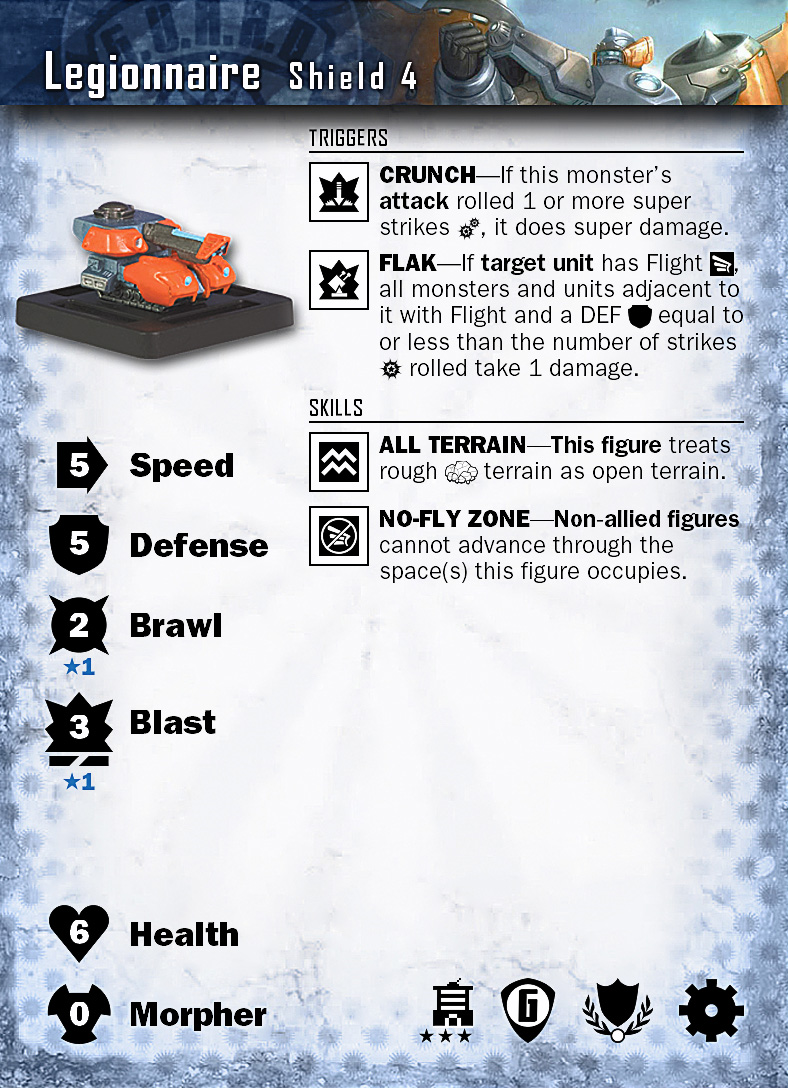 G.U.A.R.D
Legionnaire Shield 4
TRIGGERS
CRUNCH—If this monster's
attack rolled 1 or more super
strikes , it does super damage.
FLAK—If target unit has Flight ,
all monsters and units adjacent to
it with Flight and a DEF equal to
or less than the number of strikes
rolled take 1 damage.
SKILLS
ALL TERRAIN—This figure treats
rough terrain as open terrain.
NO-FLY ZONE—Non-allied figures
cannot advance through the
space(s) this figure occupies.
5 Speed
5 Defense
2 Brawl
★1
3 Blast
★1
6 Health
0 Morpher
★★★
G